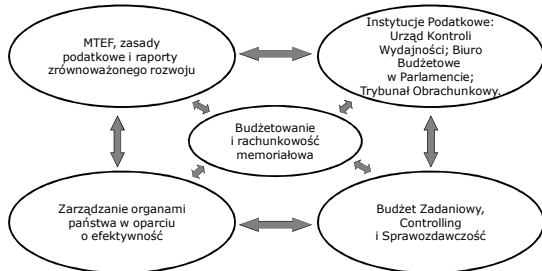 MTEF, zasady
podatkowe i raporty
zrównoważonego rozwoju
Instytucje Podatkowe:
Urząd Kontroli
Wydajności; Biuro
Budżetowe
w Parlamencie;
Trybunał Obrachunkowy.
Budżetowanie
i rachunkowość
memoriałowa
Zarządzanie organami
państwa w oparciu
o efektywność
Budżet Zadaniowy,
Controlling
i Sprawozdawczość